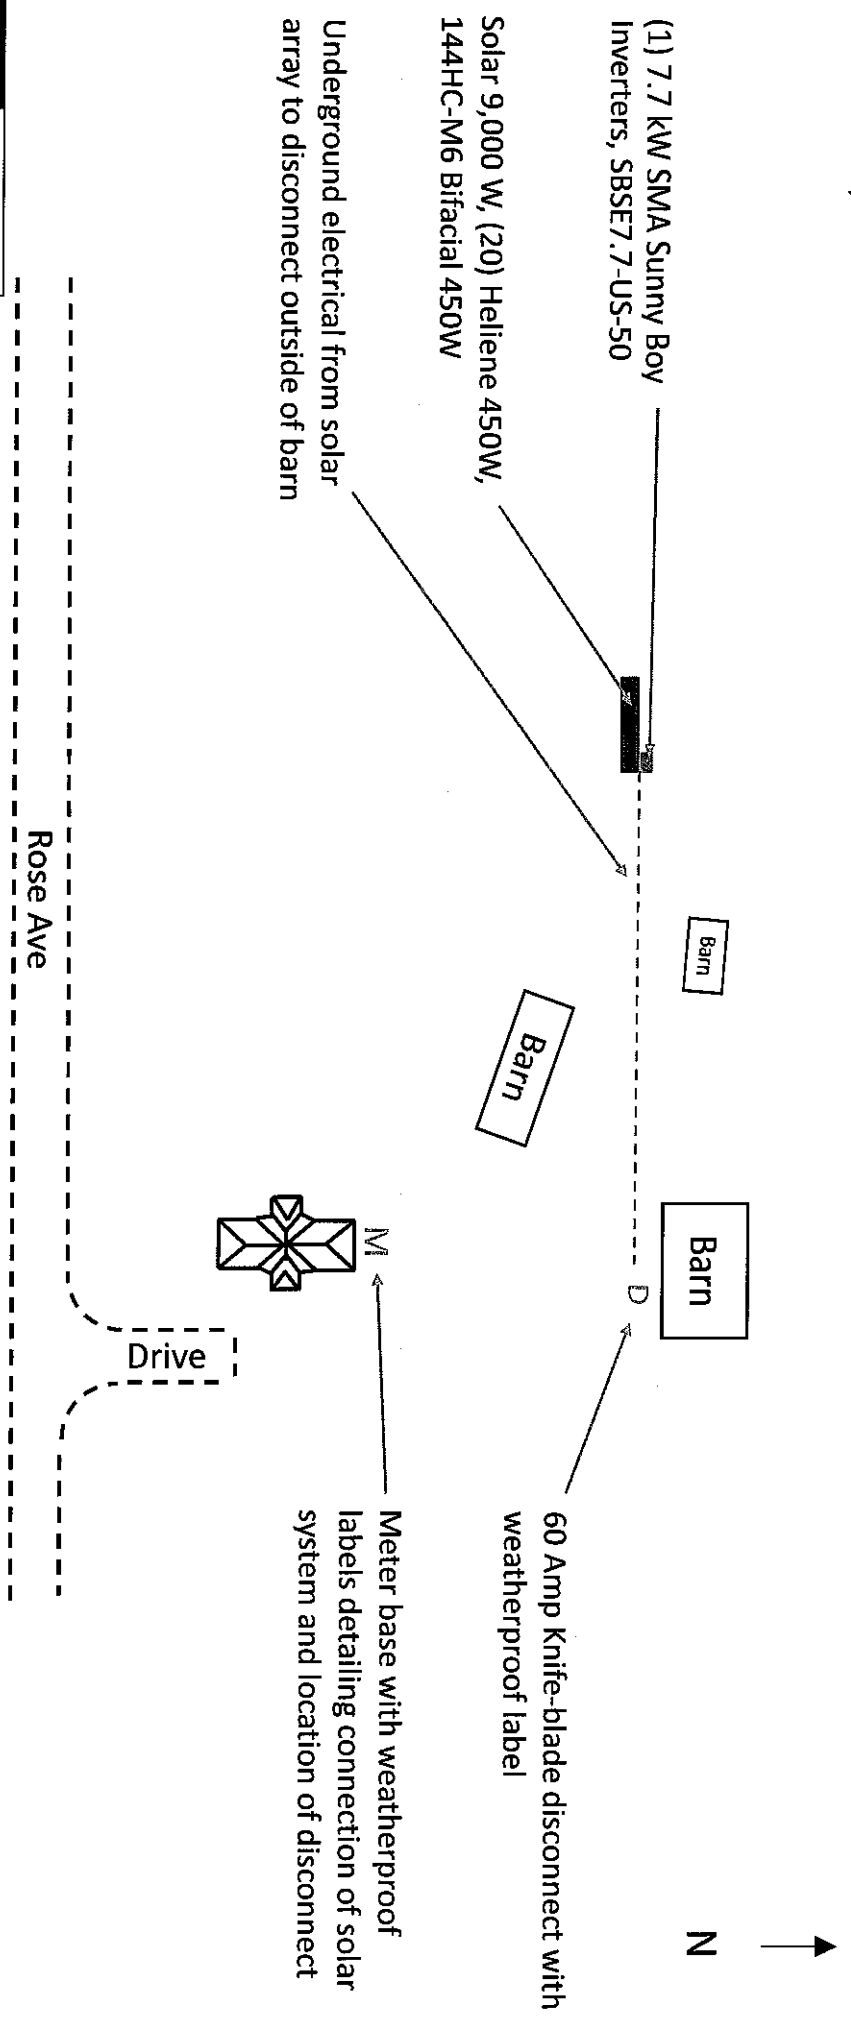 (1) 7.7 kW SMA Sunny Boy
Inverters, SBSE7.7-US-50
Solar 9,000 W, (20) Heliene 450W,
144HC-M6 Bifacial 450W
Underground electrical from solar
array to disconnect outside of barn
Barn
Barn
Barn
D
M
60 Amp Knife-blade disconnect with
weatherproof label
Meter base with weatherproof
labels detailing connection of solar
system and location of disconnect
Drive
Rose Ave
N